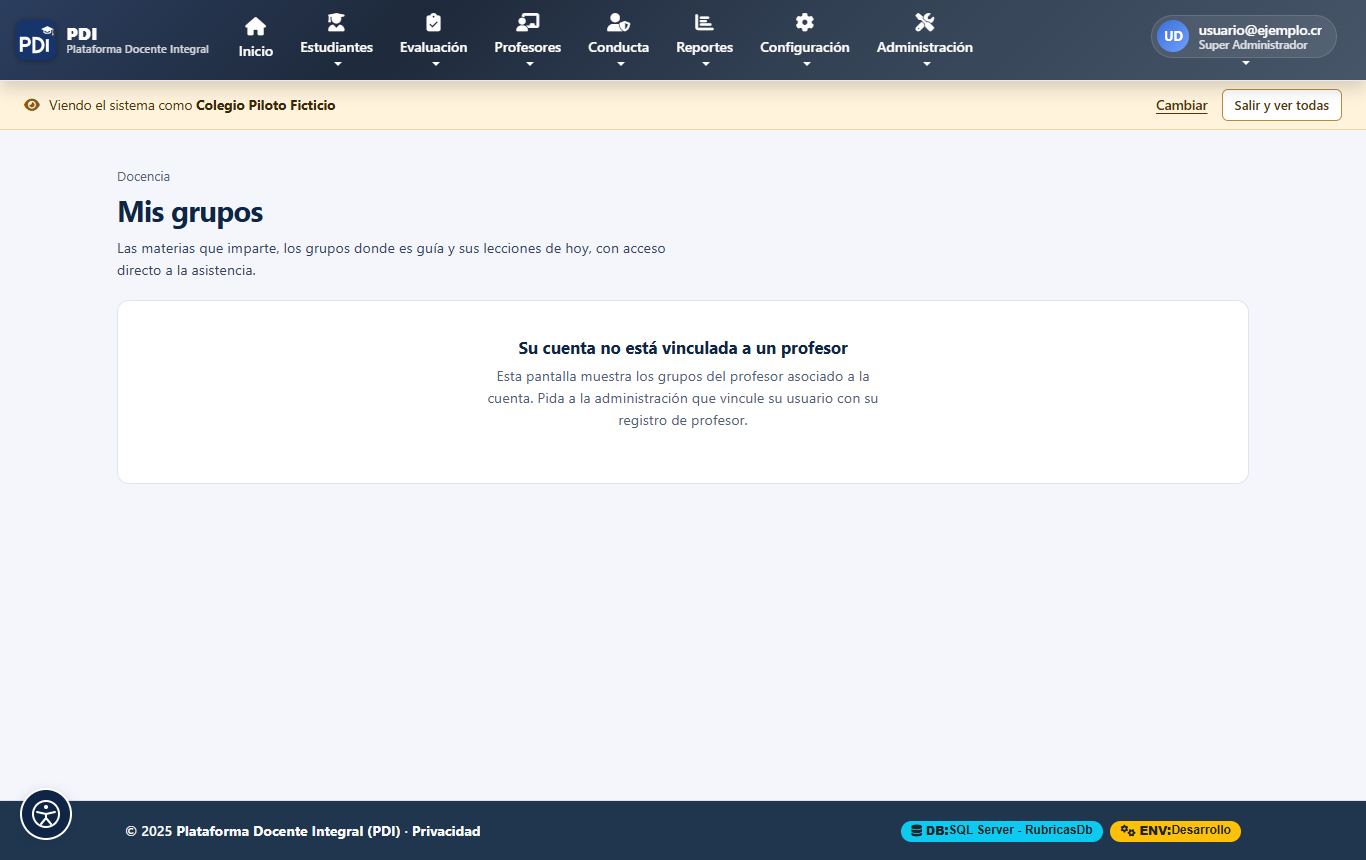 PDI
PDI
Plataforma Docente Integral
Inicio
Estudiantes
Evaluación
Profesores
Conducta
Reportes
Configuración
Administración
UD
usuario@ejemplo.cr
Super Administrador
Viendo el sistema como Colegio Piloto Ficticio
Cambiar
Salir y ver todas
Docencia
Mis grupos
Las materias que imparte, los grupos donde es guía y sus lecciones de hoy, con acceso
directo a la asistencia.
Su cuenta no está vinculada a un profesor
Esta pantalla muestra los grupos del profesor asociado a la
cuenta. Pida a la administración que vincule su usuario con su
registro de profesor.
© 2025 Plataforma Docente Integral (PDI) · Privacidad
DB:SQL Server - RubricasDb
ENV:Desarrollo